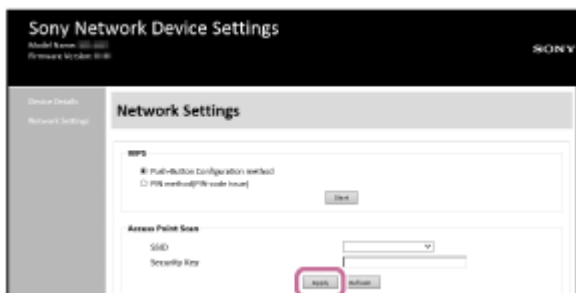 Sony Network Device Settings
Model Name
Firmware Version
SONY
Device Details
Network Settings
Network Settings
WPS
Push-Button Configuration method
PIN method(PIN-code issue)
Start
Access Point Scan
SSID
Security Key
Apply Refresh